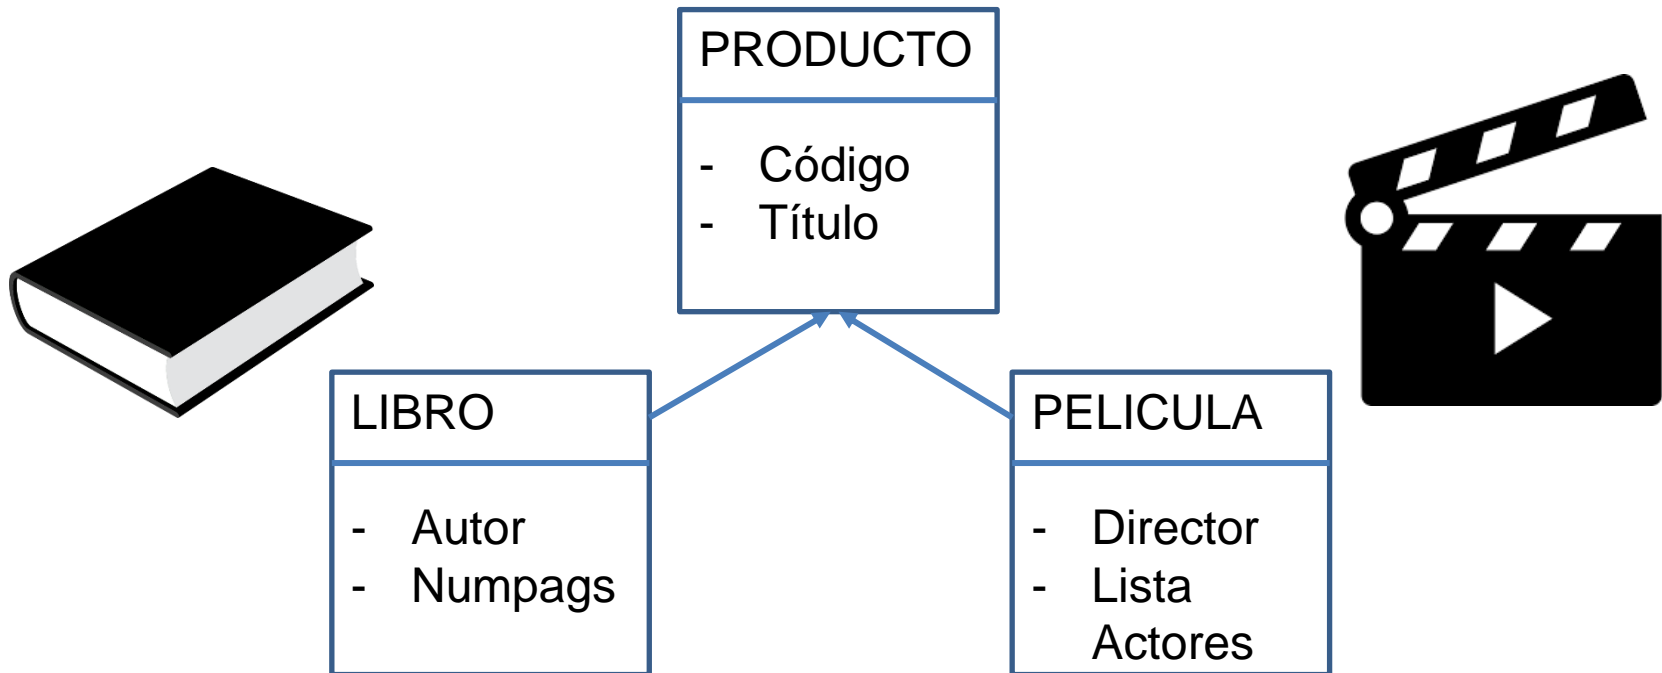 PRODUCTO
- Código
- Título
LIBRO
- Autor
- Numpags
PELICULA
- Director
- Lista
Actores